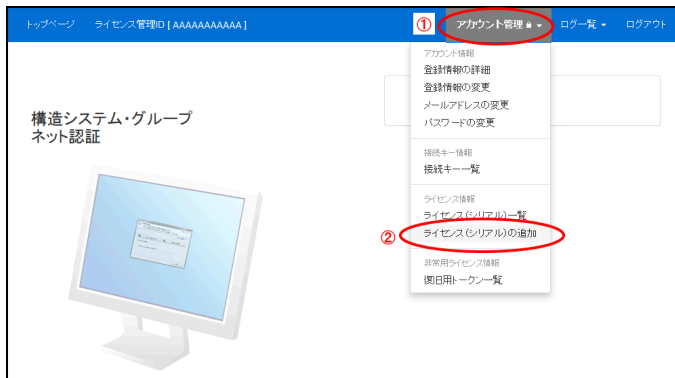 トップページ ライセンス管理ID [ AAAAAAAAAAA ] ① アカウント管理 ログ一覧 ログアウト
アカウント情報
登録情報の詳細
登録情報の変更
メールアドレスの変更
パスワードの変更
接続キー情報
接続キー一覧
ライセンス情報
ライセンス(シリアル)一覧
② ライセンス(シリアル)の追加
非常用ライセンス情報
復旧用トークン一覧
構造システム・グループ
ネット認証